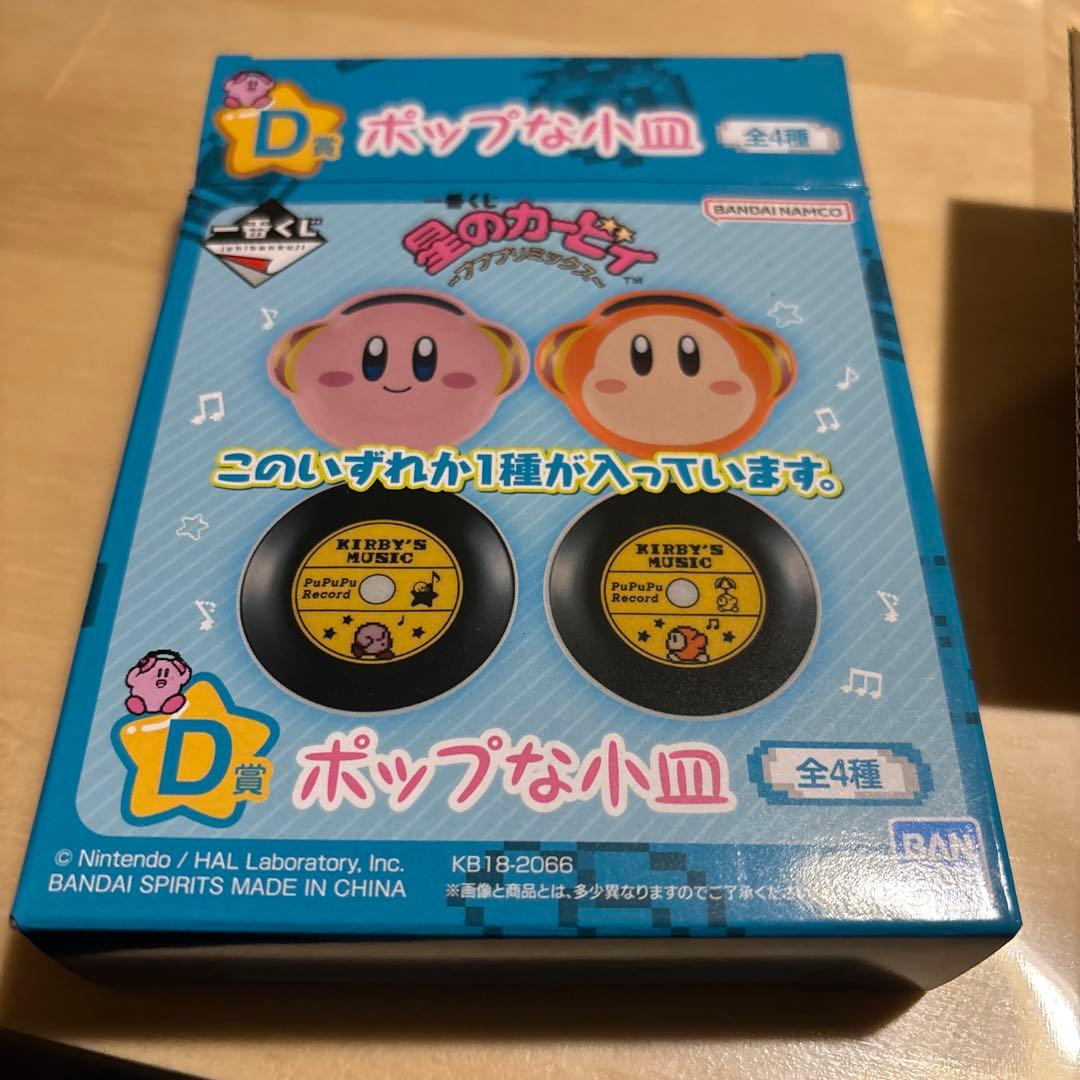 D賞 ポップな小皿 全4種
一番くじ
ichibankuji
一番くじ
星のカービィ
~プププリミックス~ TM
BANDAI NAMCO
このいずれか1種が入っています。
KIRBY'S
MUSIC
PuPuPu
Record
KIRBY'S
MUSIC
PuPuPu
Record
D賞 ポップな小皿 全4種
© Nintendo / HAL Laboratory, Inc. KB18-2066
BANDAI SPIRITS MADE IN CHINA ※画像と商品とは、多少異なりますのでご了承くださ
BAN